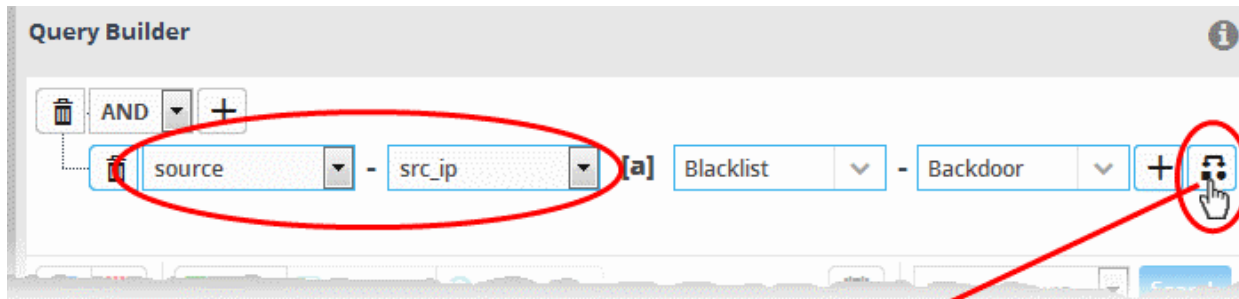 Query Builder
AND
source - src_ip [a] Blacklist - Backdoor